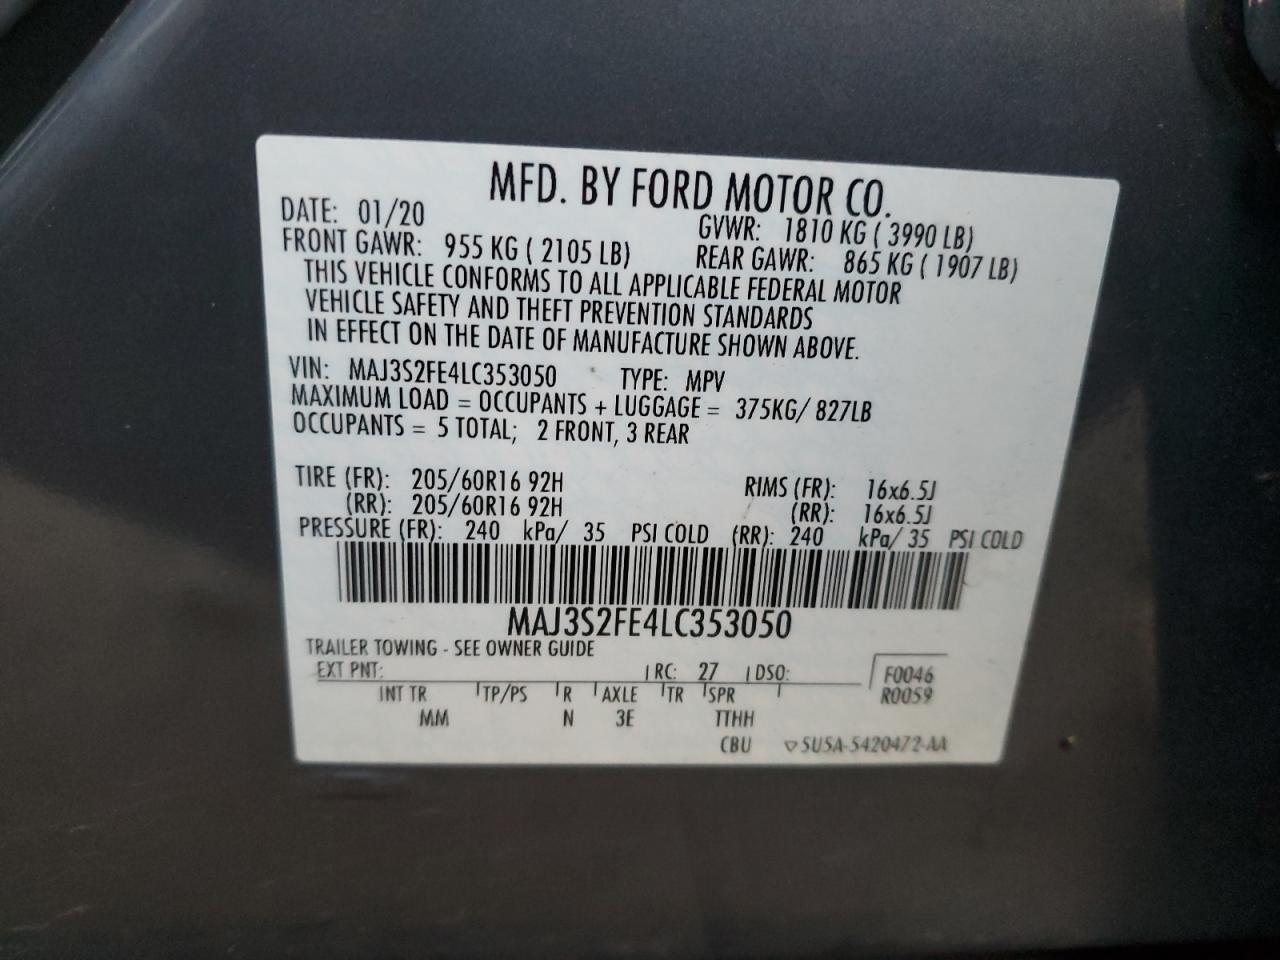 MFD. BY FORD MOTOR CO.
DATE: 01/20 GVWR: 1810 KG ( 3990 LB)
FRONT GAWR: 955 KG ( 2105 LB) REAR GAWR: 865 KG ( 1907 LB)
THIS VEHICLE CONFORMS TO ALL APPLICABLE FEDERAL MOTOR
VEHICLE SAFETY AND THEFT PREVENTION STANDARDS
IN EFFECT ON THE DATE OF MANUFACTURE SHOWN ABOVE.
VIN: MAJ3S2FE4LC353050 TYPE: MPV
MAXIMUM LOAD = OCCUPANTS + LUGGAGE = 375KG/ 827LB
OCCUPANTS = 5 TOTAL; 2 FRONT, 3 REAR
TIRE (FR): 205/60R16 92H RIMS (FR): 16x6.5J
(RR): 205/60R16 92H (RR): 16x6.5J
PRESSURE (FR): 240 kPa/ 35 PSI COLD (RR): 240 kPa/ 35 PSI COLD
MAJ3S2FE4LC353050
TRAILER TOWING - SEE OWNER GUIDE
EXT PNT: RC: 27 DSO: F0046
INT TR TP/PS R AXLE TR SPR R0059
MM N 3E TTHH
CBU ▽5U5A-5420472-AA